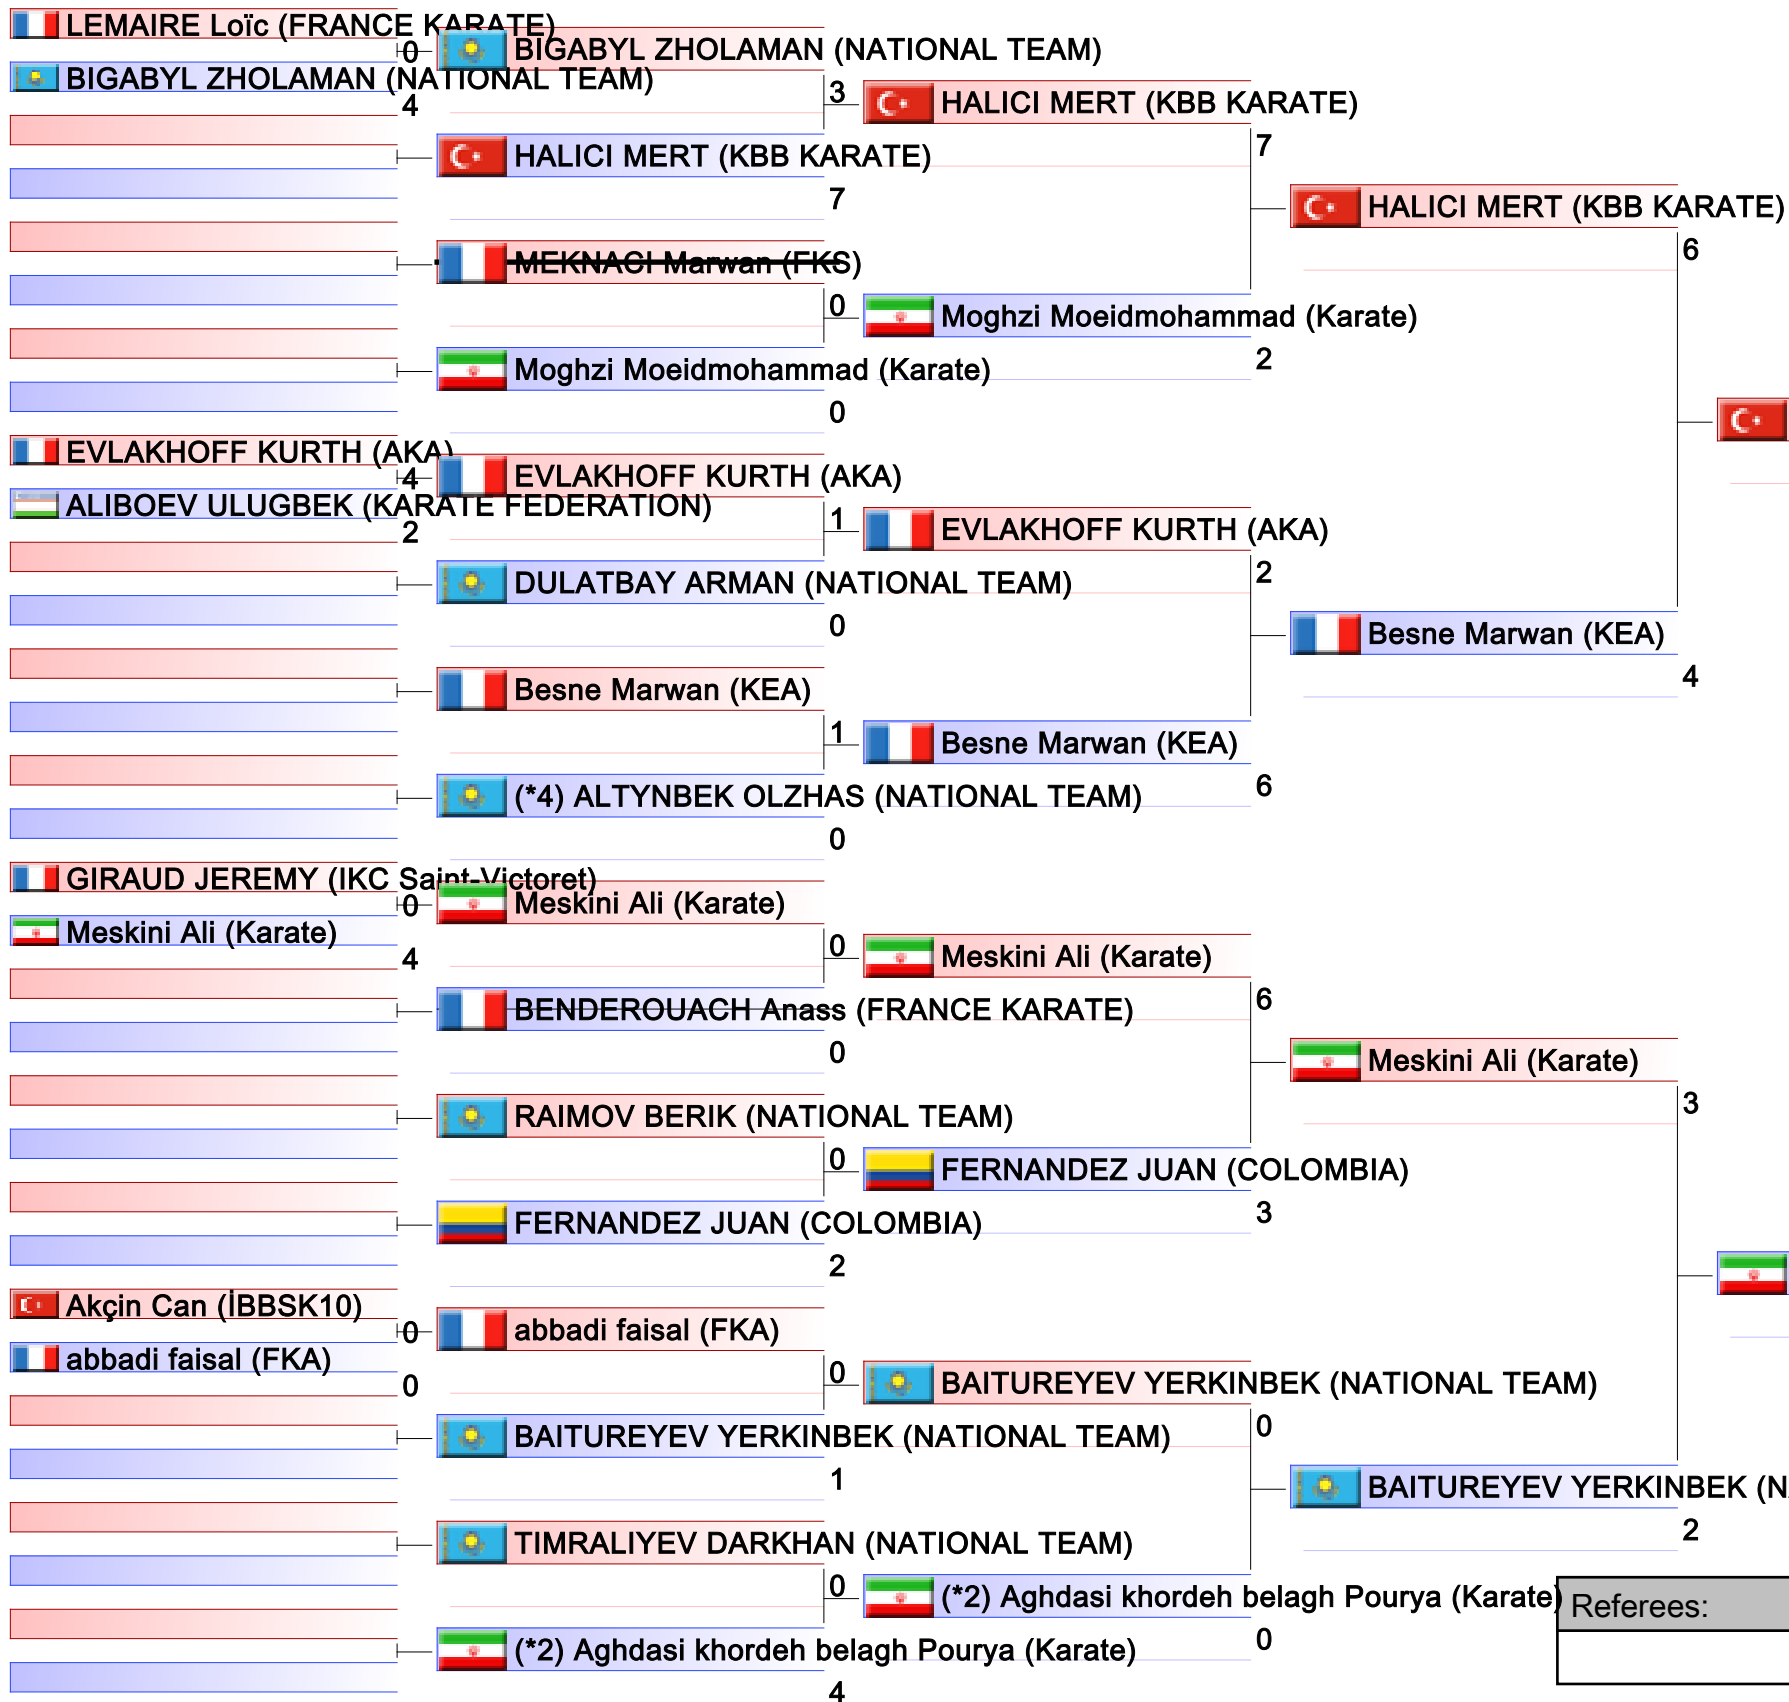 LEMAIRE Loïc (FRANCE KARATE)
0
BIGABYL ZHOLAMAN (NATIONAL TEAM)
4
EVLAKHOFF KURTH (AKA)
4
ALIBOEV ULUGBEK (KARATE FEDERATION)
2
GIRAUD JEREMY (IKC Saint-Victoret)
0
Meskini Ali (Karate)
4
Akçin Can (İBBSK10)
0
abbadi faisal (FKA)
0
BIGABYL ZHOLAMAN (NATIONAL TEAM)
3
HALICI MERT (KBB KARATE)
7
MEKNACI Marwan (FKS)
0
Moghzi Moeidmohammad (Karate)
0
EVLAKHOFF KURTH (AKA)
1
DULATBAY ARMAN (NATIONAL TEAM)
0
Besne Marwan (KEA)
1
(*4) ALTYNBEK OLZHAS (NATIONAL TEAM)
0
Meskini Ali (Karate)
0
BENDEROUACH Anass (FRANCE KARATE)
0
RAIMOV BERIK (NATIONAL TEAM)
0
FERNANDEZ JUAN (COLOMBIA)
2
abbadi faisal (FKA)
0
BAITUREYEV YERKINBEK (NATIONAL TEAM)
1
TIMRALIYEV DARKHAN (NATIONAL TEAM)
0
(*2) Aghdasi khordeh belagh Pourya (Karate)
4
HALICI MERT (KBB KARATE)
7
Moghzi Moeidmohammad (Karate)
2
EVLAKHOFF KURTH (AKA)
2
Besne Marwan (KEA)
6
Meskini Ali (Karate)
6
FERNANDEZ JUAN (COLOMBIA)
3
BAITUREYEV YERKINBEK (NATIONAL TEAM)
0
(*2) Aghdasi khordeh belagh Pourya (Karate)
0
HALICI MERT (KBB KARATE)
6
Besne Marwan (KEA)
4
Meskini Ali (Karate)
3
BAITUREYEV YERKINBEK (N
2
Referees: